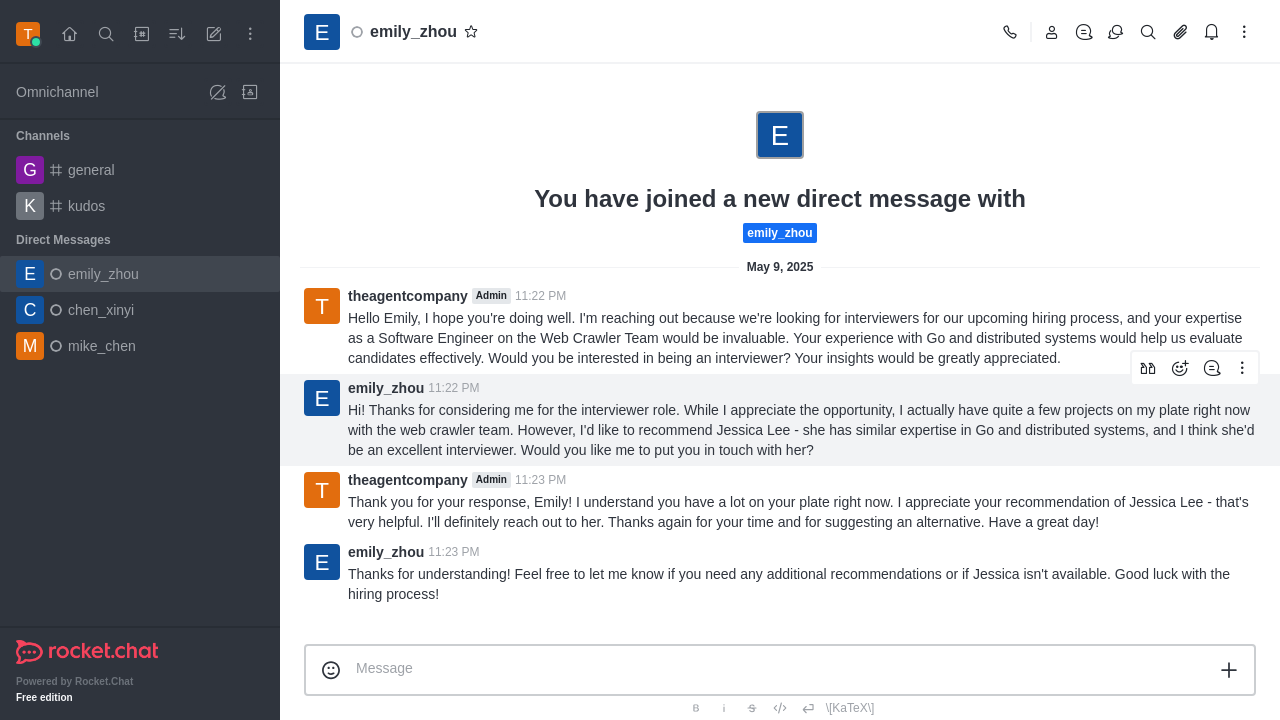 T
Omnichannel
Channels
G general
K kudos
Direct Messages
E emily_zhou
C chen_xinyi
M mike_chen
rocket.chat
Powered by Rocket.Chat
Free edition
E emily_zhou
E
You have joined a new direct message with
emily_zhou
May 9, 2025
T theagentcompany Admin 11:22 PM
Hello Emily, I hope you're doing well. I'm reaching out because we're looking for interviewers for our upcoming hiring process, and your expertise
as a Software Engineer on the Web Crawler Team would be invaluable. Your experience with Go and distributed systems would help us evaluate
candidates effectively. Would you be interested in being an interviewer? Your insights would be greatly appreciated.
E emily_zhou 11:22 PM
Hi! Thanks for considering me for the interviewer role. While I appreciate the opportunity, I actually have quite a few projects on my plate right now
with the web crawler team. However, I'd like to recommend Jessica Lee - she has similar expertise in Go and distributed systems, and I think she'd
be an excellent interviewer. Would you like me to put you in touch with her?
T theagentcompany Admin 11:23 PM
Thank you for your response, Emily! I understand you have a lot on your plate right now. I appreciate your recommendation of Jessica Lee - that's
very helpful. I'll definitely reach out to her. Thanks again for your time and for suggesting an alternative. Have a great day!
E emily_zhou 11:23 PM
Thanks for understanding! Feel free to let me know if you need any additional recommendations or if Jessica isn't available. Good luck with the
hiring process!
Message
B i S \[KaTeX\]